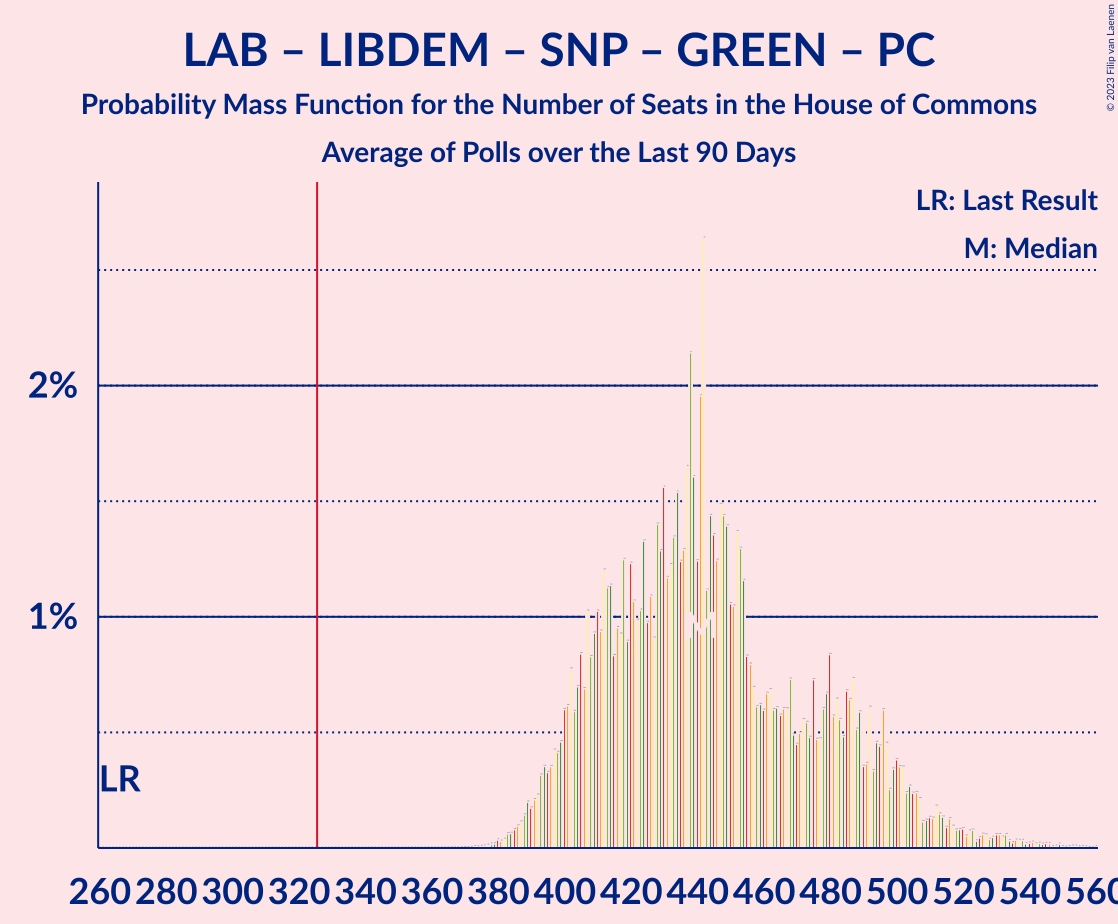 LAB – LIBDEM – SNP – GREEN – PC
Probability Mass Function for the Number of Seats in the House of Commons
Average of Polls over the Last 90 Days
© 2023 Filip van Laenen
LR: Last Result
M: Median
2%
1%
LR
M
260 280 300 320 340 360 380 400 420 440 460 480 500 520 540 560